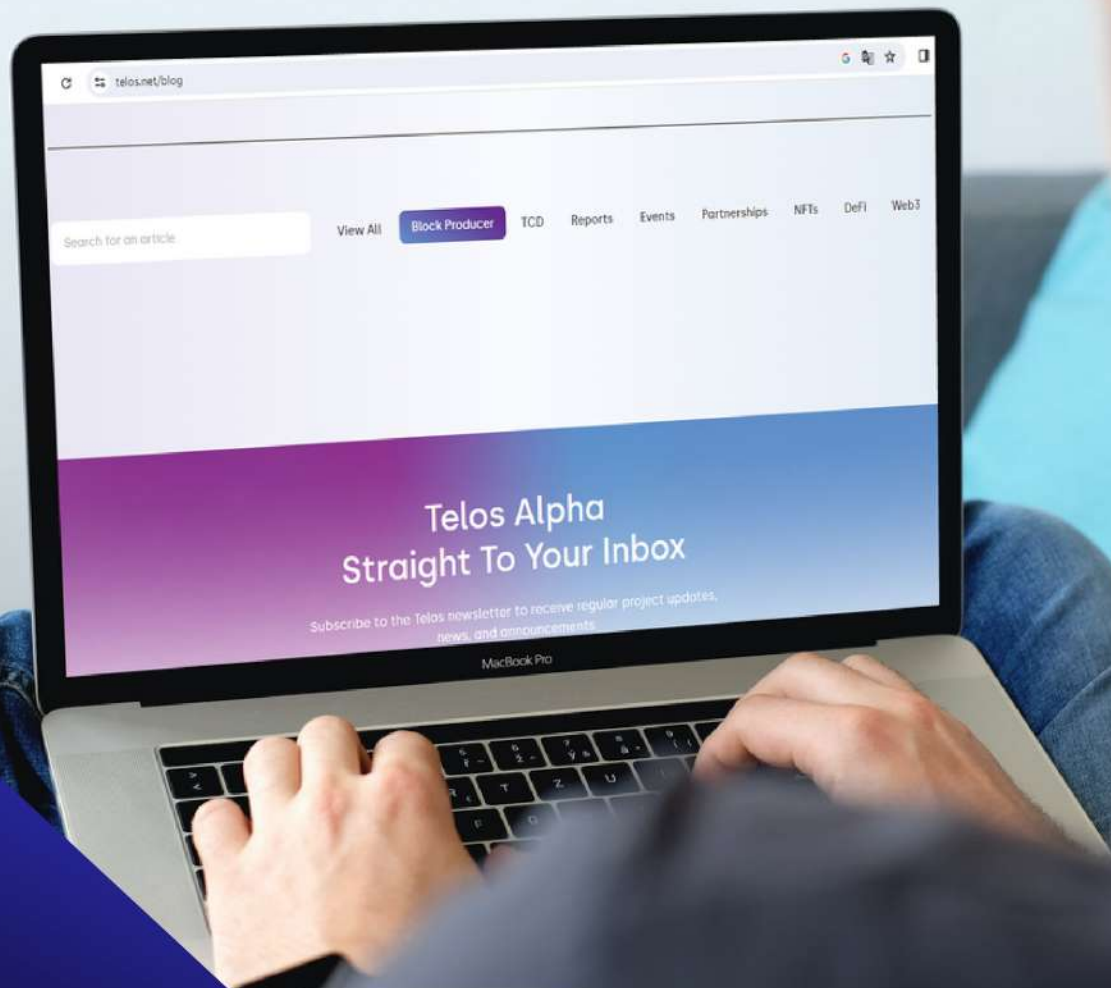 telos.net/blog
Search for an article
View All
Block Producer
TCD
Reports
Events
Partnerships
NFTs
DeFi
Web3
Telos Alpha
Straight To Your Inbox
Subscribe to the Telos newsletter to receive regular project updates,
news, and announcements
MacBook Pro
T Z U
F